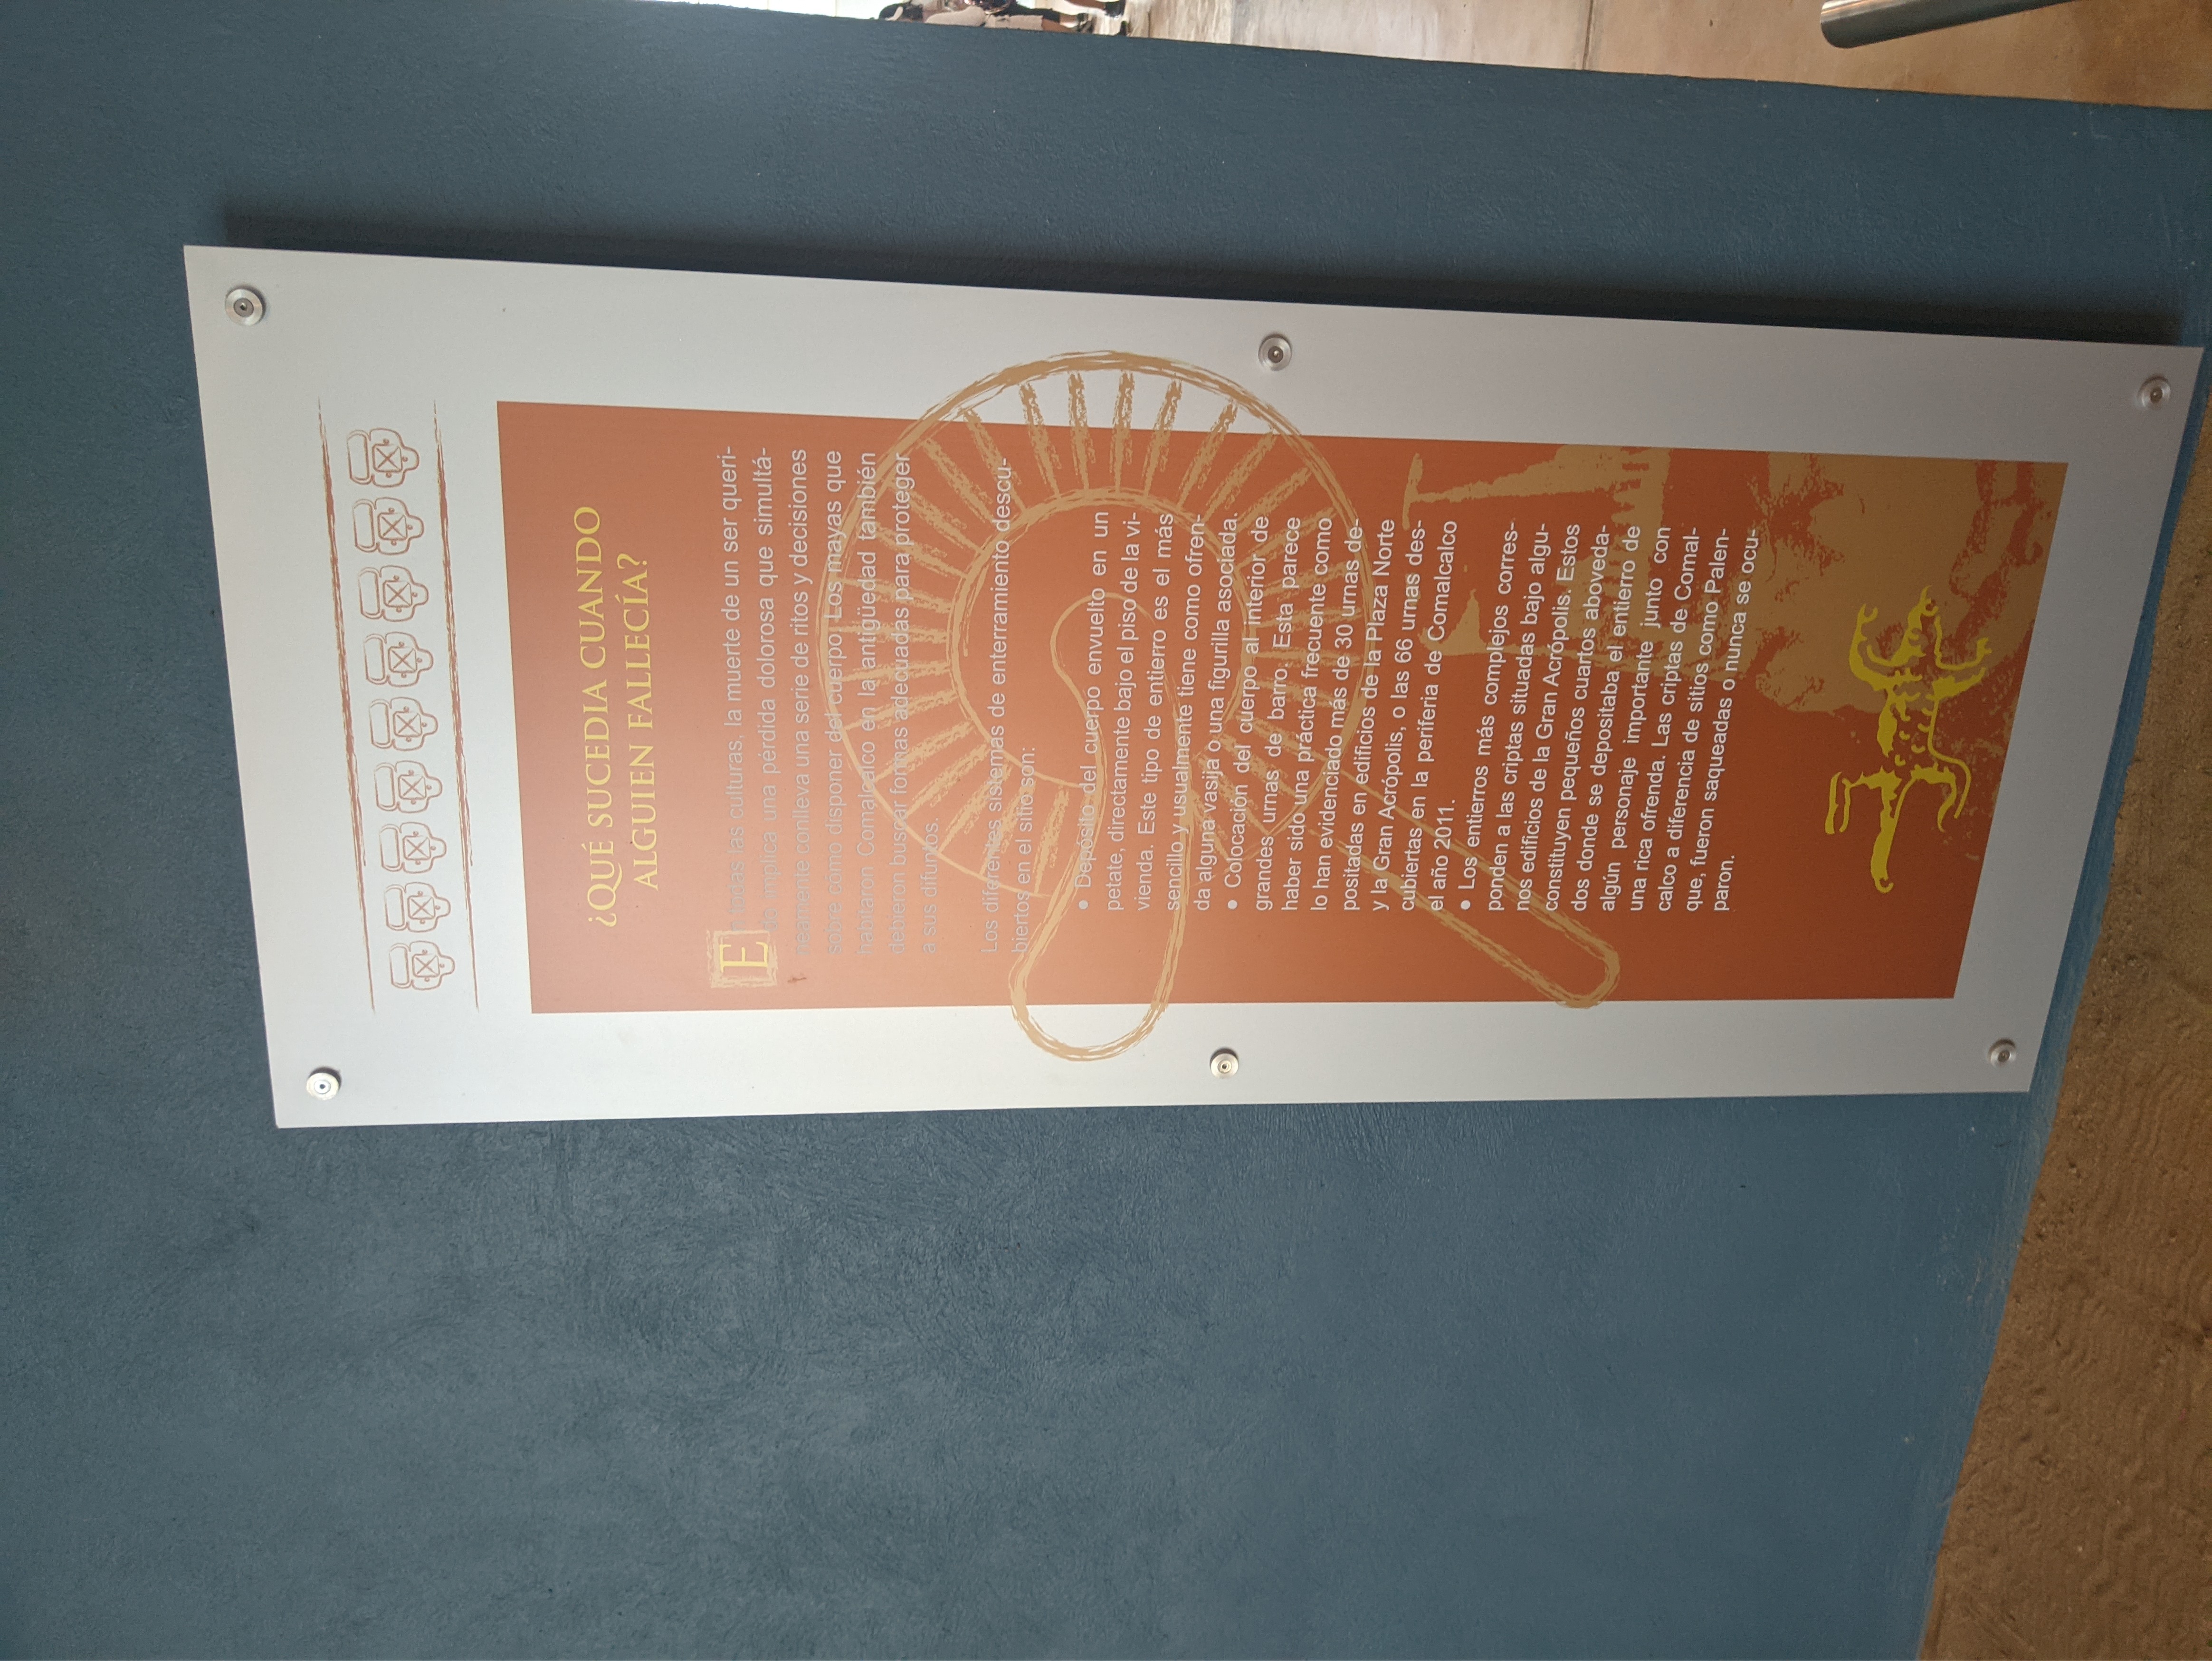 ¿QUÉ SUCEDIA CUANDO
ALGUIEN FALLECÍA?
En todas las culturas, la muerte de un ser queri-
do implica una pérdida dolorosa que simultá-
neamente conlleva una serie de ritos y decisiones
sobre cómo disponer del cuerpo. Los mayas que
habitaron Comalcalco en la antigüedad también
debieron buscar formas adecuadas para proteger
a sus difuntos.
Los diferentes sistemas de enterramiento descu-
biertos en el sitio son:
● Depósito del cuerpo envuelto en un
petate, directamente bajo el piso de la vi-
vienda. Este tipo de entierro es el más
sencillo y usualmente tiene como ofren-
da alguna vasija o una figurilla asociada.
● Colocación del cuerpo al interior de
grandes urnas de barro. Esta parece
haber sido una práctica frecuente como
lo han evidenciado más de 30 urnas de-
positadas en edificios de la Plaza Norte
y la Gran Acrópolis, o las 66 urnas des-
cubiertas en la periferia de Comalcalco
el año 2011.
● Los entierros más complejos corres-
ponden a las criptas situadas bajo algu-
nos edificios de la Gran Acrópolis. Estos
constituyen pequeños cuartos aboveda-
dos donde se depositaba el entierro de
algún personaje importante junto con
una rica ofrenda. Las criptas de Comal-
calco a diferencia de sitios como Palen-
que, fueron saqueadas o nunca se ocu-
paron.